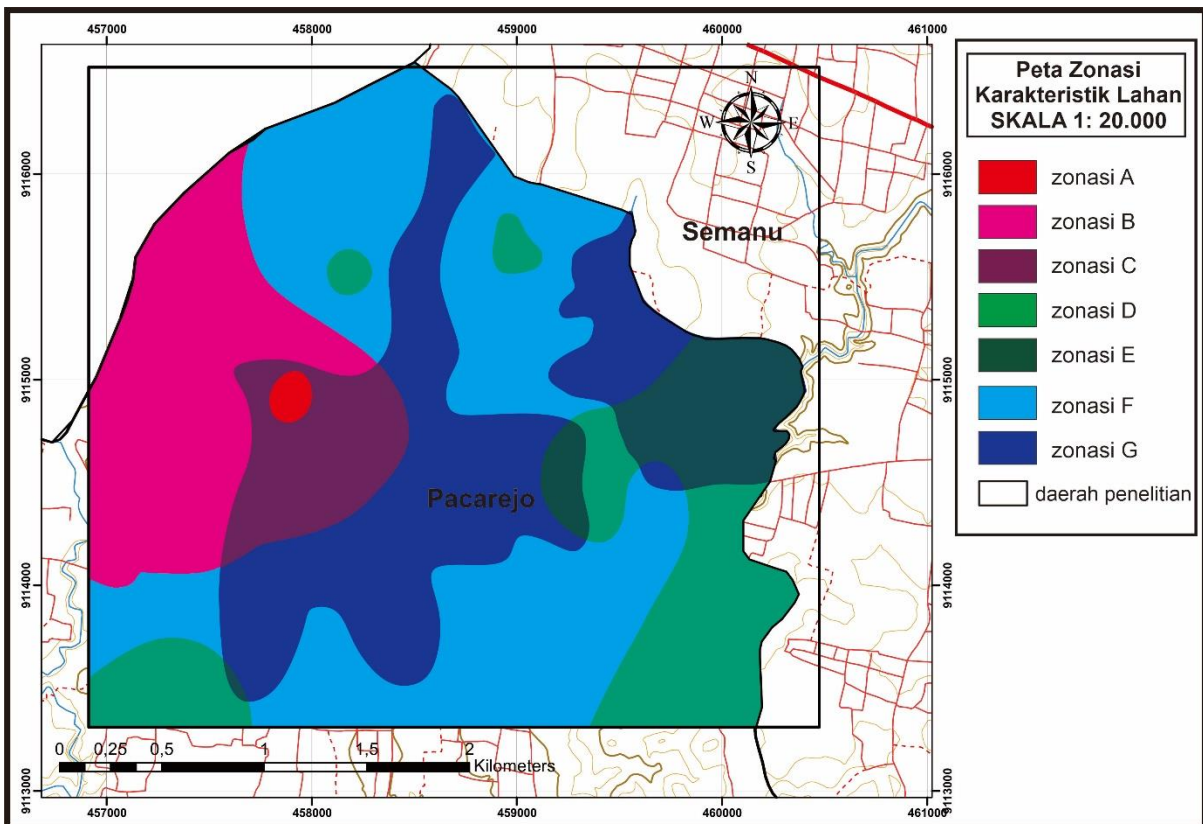 457000 458000 459000 460000 461000
9116000
9115000
9114000
9113000
N
W E
S
Semanu
Pacarejo
0 0,25 0,5 1 1,5 2
Kilometers
457000 458000 459000 460000 461000
9116000
9115000
9114000
9113000
Peta Zonasi
Karakteristik Lahan
SKALA 1: 20.000
zonasi A
zonasi B
zonasi C
zonasi D
zonasi E
zonasi F
zonasi G
daerah penelitian